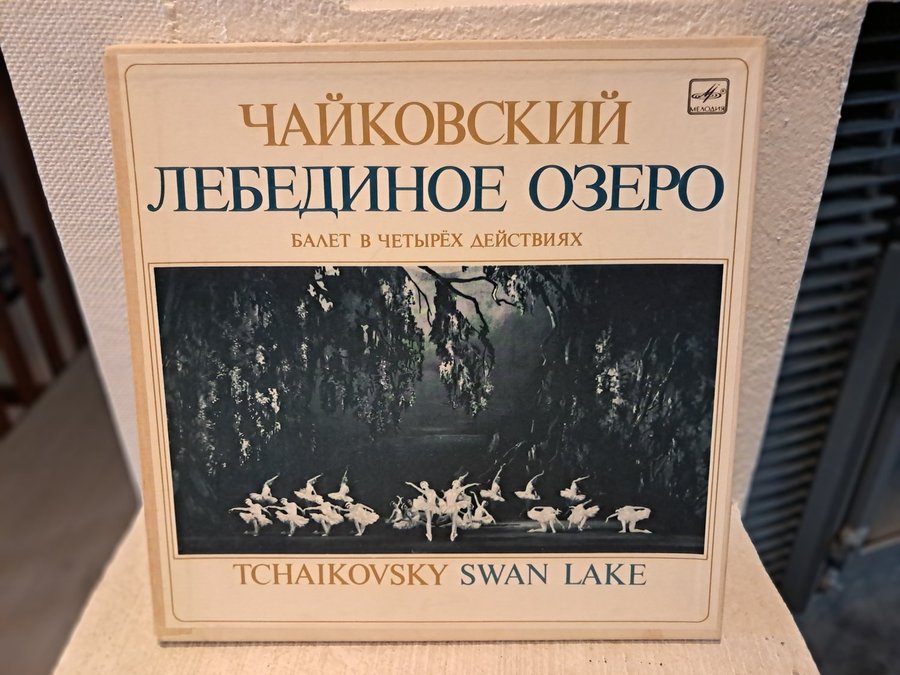 МЕЛОДИЯ
ЧАЙКОВСКИЙ
ЛЕБЕДИНОЕ ОЗЕРО
БАЛЕТ В ЧЕТЫРЁХ ДЕЙСТВИЯХ
TCHAIKOVSKY SWAN LAKE